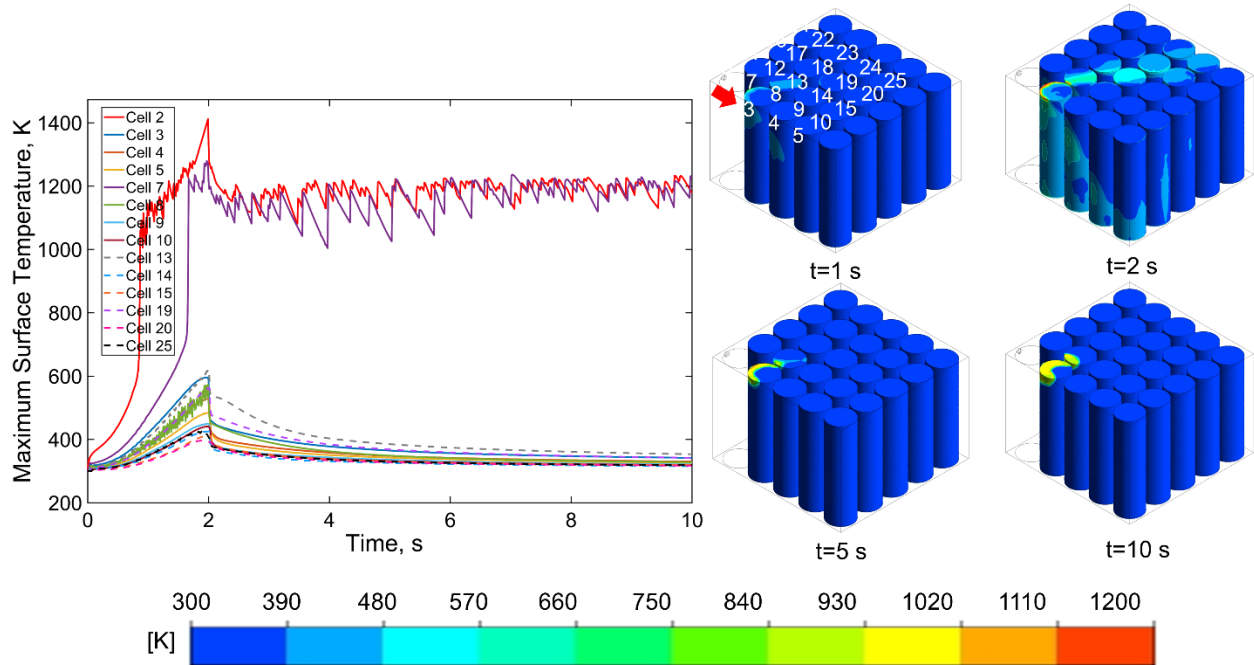 Maximum Surface Temperature, K
1400
1200
1000
800
600
400
200
0
2
4
6
8
10
Time, s
Cell 2
Cell 3
Cell 4
Cell 5
Cell 7
Cell 8
Cell 9
Cell 10
Cell 13
Cell 14
Cell 15
Cell 19
Cell 20
Cell 25
22
17 23
12 18 24
7 13 19 25
8 14 20
3 9 15
4 10
5
t=1 s
t=2 s
t=5 s
t=10 s
300 390 480 570 660 750 840 930 1020 1110 1200
[K]